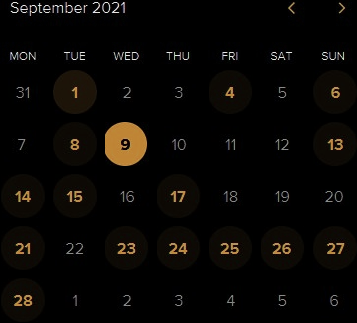 September 2021
MON TUE WED THU FRI SAT SUN
31 1 2 3 4 5 6
7 8 9 10 11 12 13
14 15 16 17 18 19 20
21 22 23 24 25 26 27
28 1 2 3 4 5 6